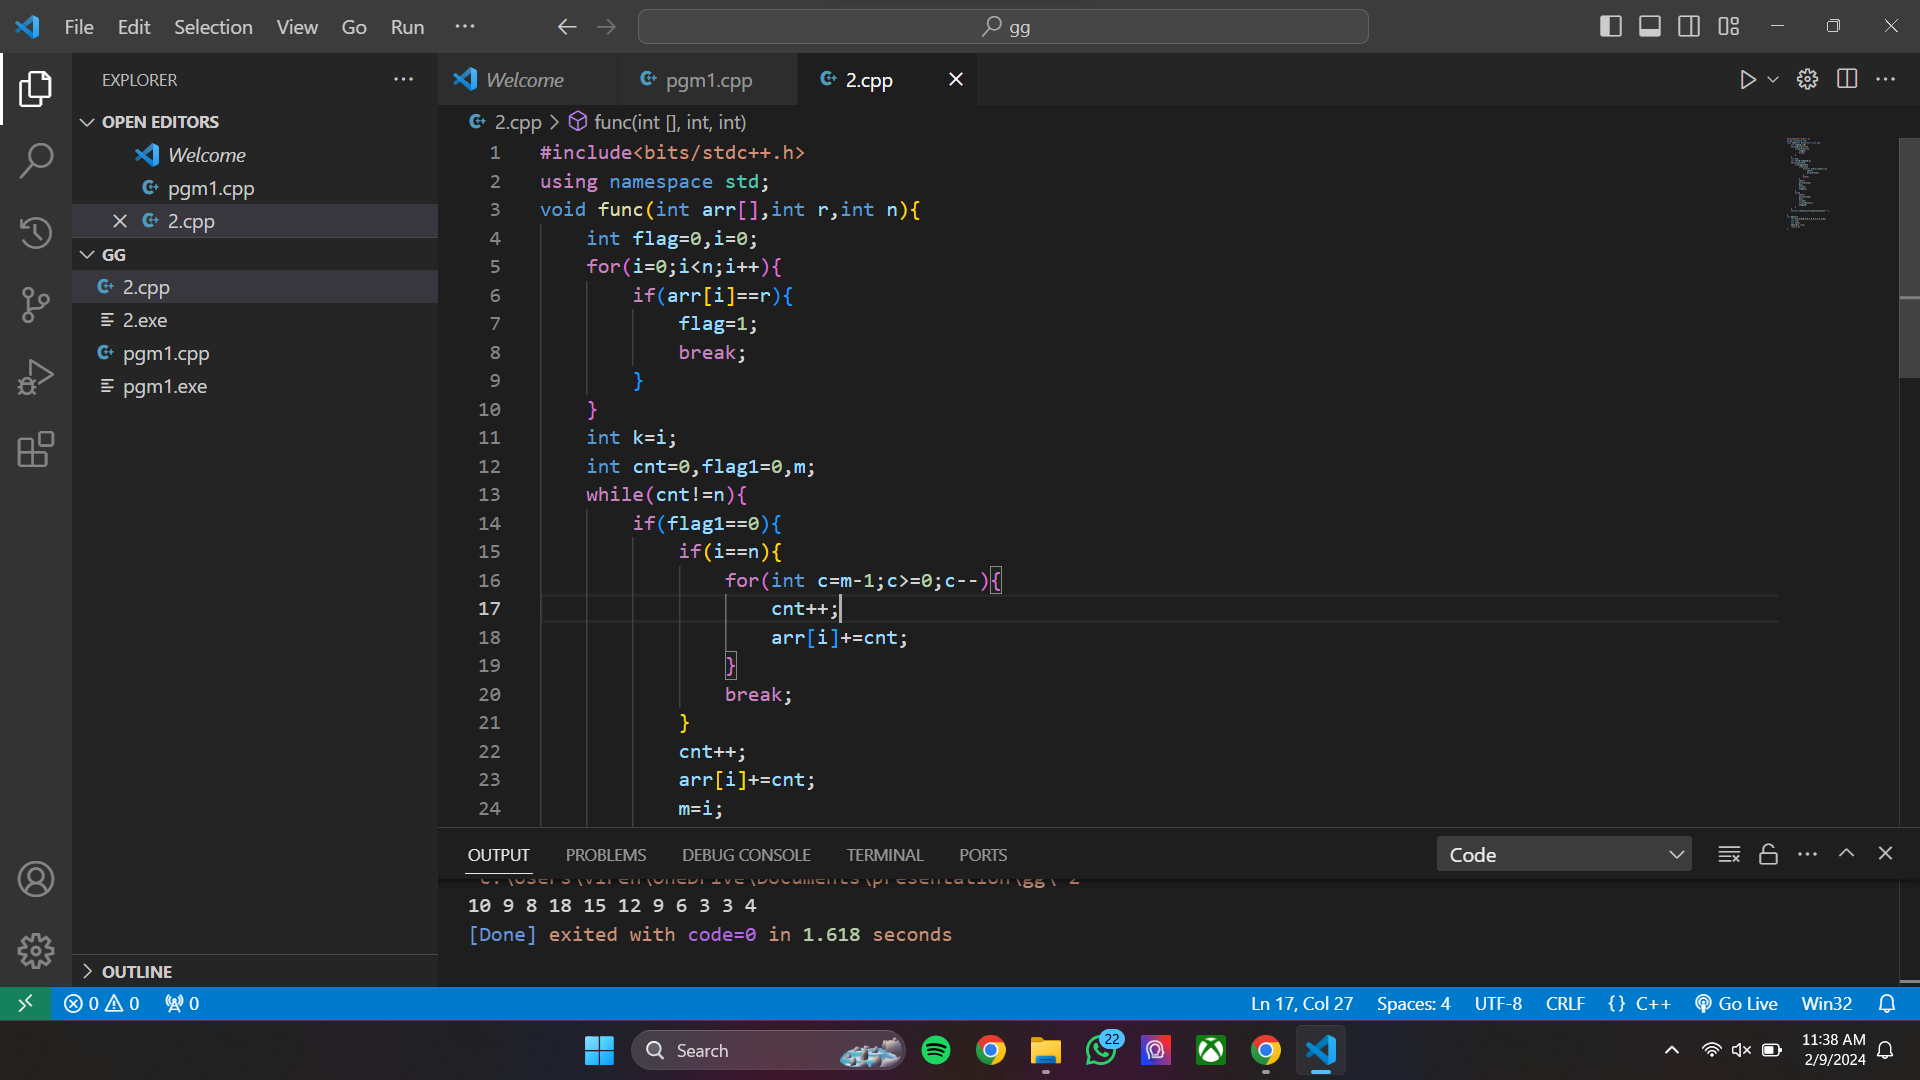 File Edit Selection View Go Run ...
gg
EXPLORER
OPEN EDITORS
Welcome
pgm1.cpp
2.cpp
GG
2.cpp
2.exe
pgm1.cpp
pgm1.exe
OUTLINE
Welcome pgm1.cpp 2.cpp
2.cpp > func(int [], int, int)
1 #include<bits/stdc++.h>
2 using namespace std;
3 void func(int arr[],int r,int n){
4 int flag=0,i=0;
5 for(i=0;i<n;i++){
6 if(arr[i]==r){
7 flag=1;
8 break;
9 }
10 }
11 int k=i;
12 int cnt=0,flag1=0,m;
13 while(cnt!=n){
14 if(flag1==0){
15 if(i==n){
16 for(int c=m-1;c>=0;c--){
17 cnt++;
18 arr[i]+=cnt;
19 }
20 break;
21 }
22 cnt++;
23 arr[i]+=cnt;
24 m=i;
OUTPUT PROBLEMS DEBUG CONSOLE TERMINAL PORTS
Code
c:\Users\Viren\OneDrive\Documents\presentation\gg\"2
10 9 8 18 15 12 9 6 3 3 4
[Done] exited with code=0 in 1.618 seconds
0 0 0
Ln 17, Col 27 Spaces: 4 UTF-8 CRLF {} C++ Go Live Win32
Search
22
11:38 AM
2/9/2024